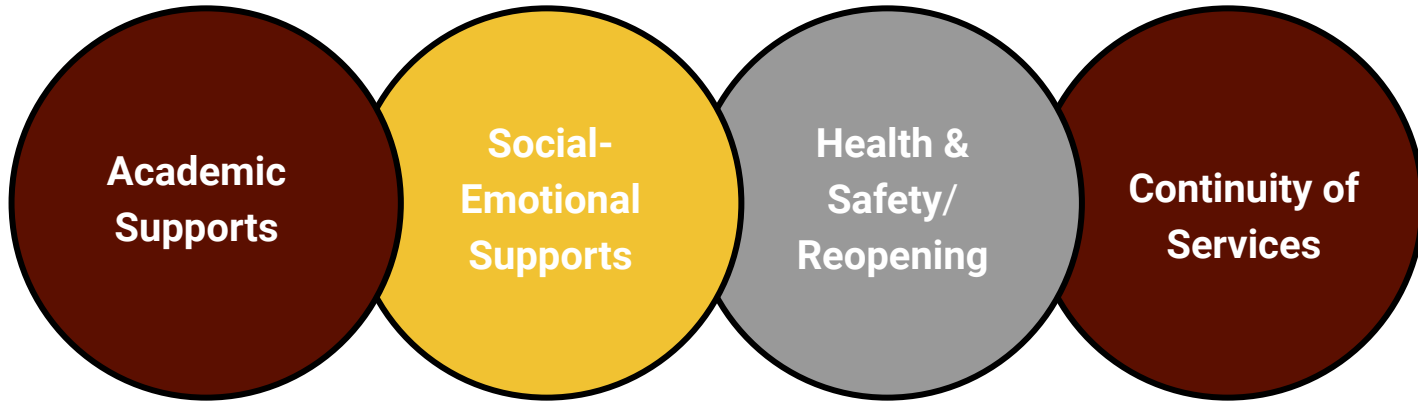 Academic
Supports
Social-
Emotional
Supports
Health &
Safety/
Reopening
Continuity of
Services